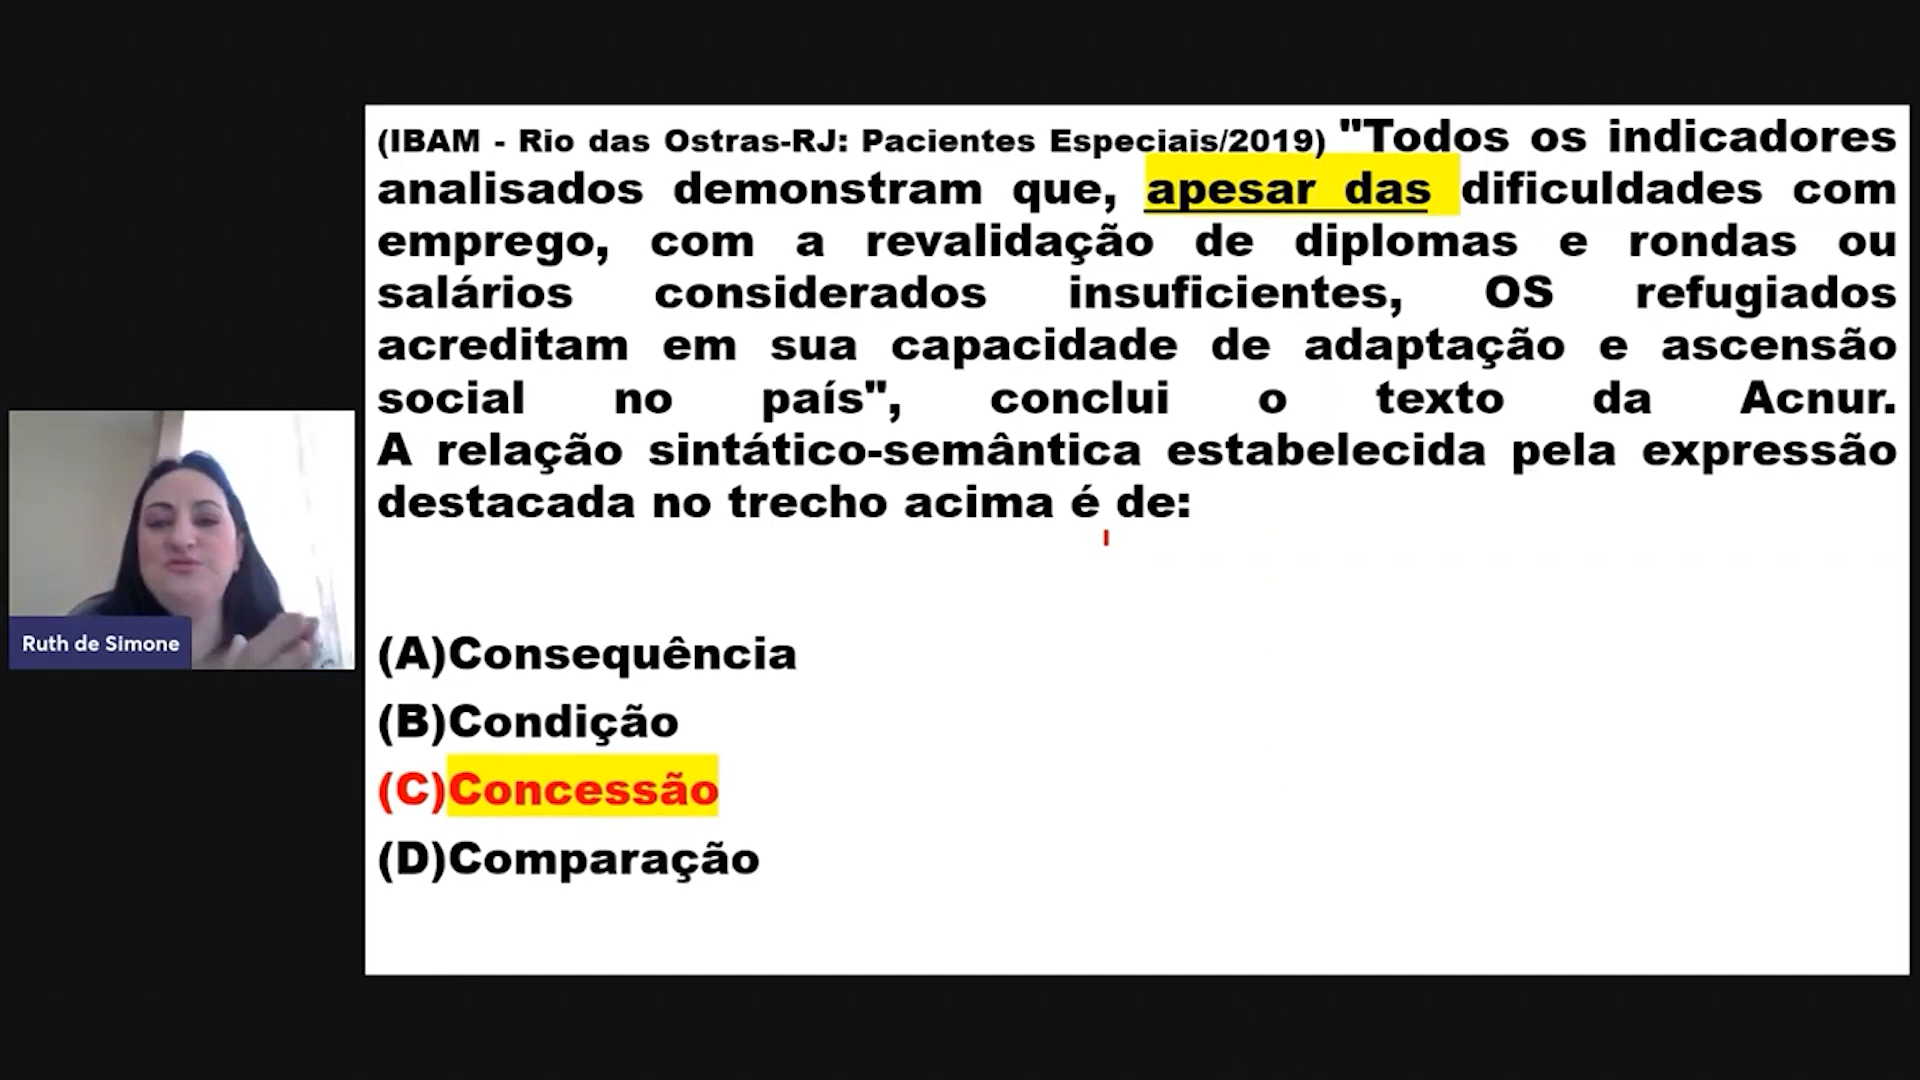 (IBAM - Rio das Ostras-RJ: Pacientes Especiais/2019) "Todos os indicadores
analisados demonstram que, apesar das dificuldades com
emprego, com a revalidação de diplomas e rondas ou
salários considerados insuficientes, OS refugiados
acreditam em sua capacidade de adaptação e ascensão
social no país", conclui o texto da Acnur.
A relação sintático-semântica estabelecida pela expressão
destacada no trecho acima é de:
Ruth de Simone
(A)Consequência
(B)Condição
(C)Concessão
(D)Comparação